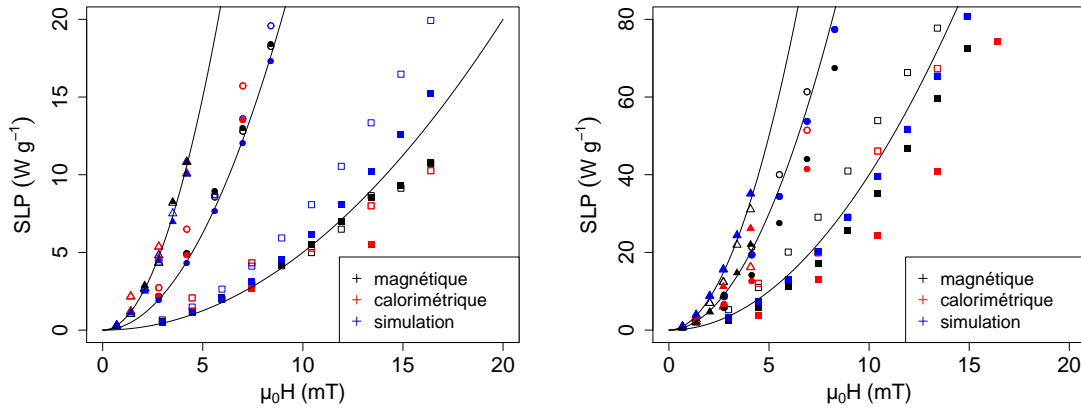 SLP (W g⁻¹)
20
15
10
5
0
0 5 10 15 20
μ₀H (mT)
magnétique
calorimétrique
simulation
SLP (W g⁻¹)
80
60
40
20
0
0 5 10 15 20
μ₀H (mT)
magnétique
calorimétrique
simulation